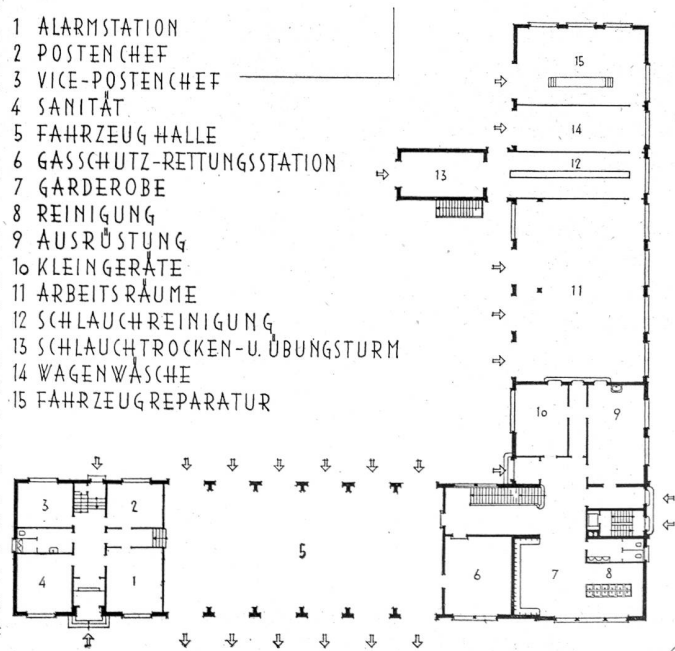 1 ALARMSTATION
2 POSTENCHEF
3 VICE-POSTENCHEF
4 SANITÄT
5 FAHRZEUGHALLE
6 GASSCHUTZ-RETTUNGSSTATION
7 GARDEROBE
8 REINIGUNG
9 AUSRÜSTUNG
10 KLEINGERÄTE
11 ARBEITSRÄUME
12 SCHLAUCHREINIGUNG
13 SCHLAUCHTROCKEN-U. ÜBUNGSTURM
14 WAGENWÄSCHE
15 FAHRZEUGREPARATUR
15
14
12
13
11
10
9
3
2
5
4
1
6
7
8